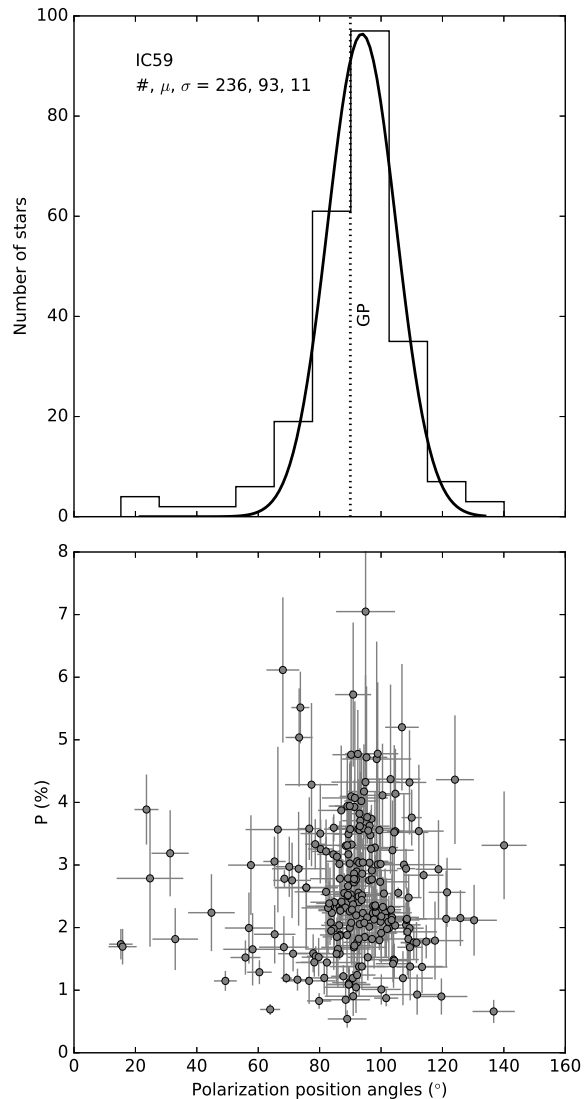 100
IC59
#, μ, σ = 236, 93, 11
80
60
Number of stars
40
GP
20
0
8
7
6
5
P (%)
4
3
2
1
0
0 20 40 60 80 100 120 140 160
Polarization position angles (°)